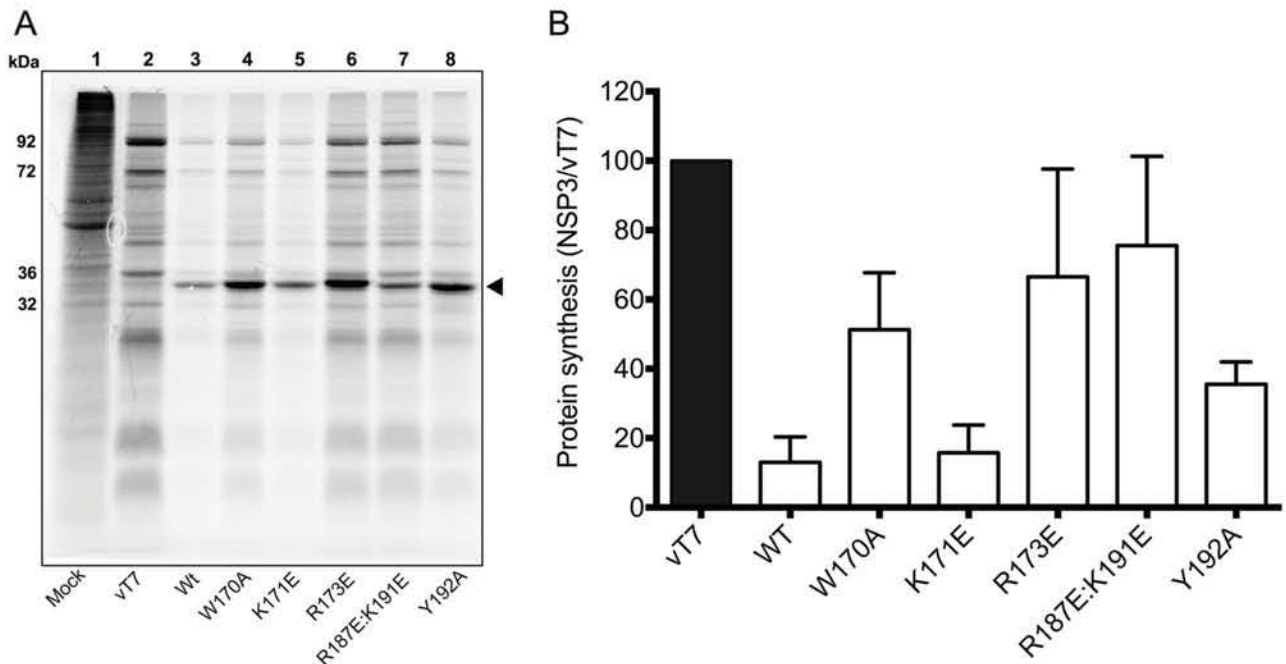 A
kDa 1 2 3 4 5 6 7 8
92
72
36
32
Mock vT7 Wt W170A K171E R173E R187E:K191E Y192A
B
Protein synthesis (NSP3/vT7)
120
100
80
60
40
20
0
vT7 WT W170A K171E R173E R187E:K191E Y192A